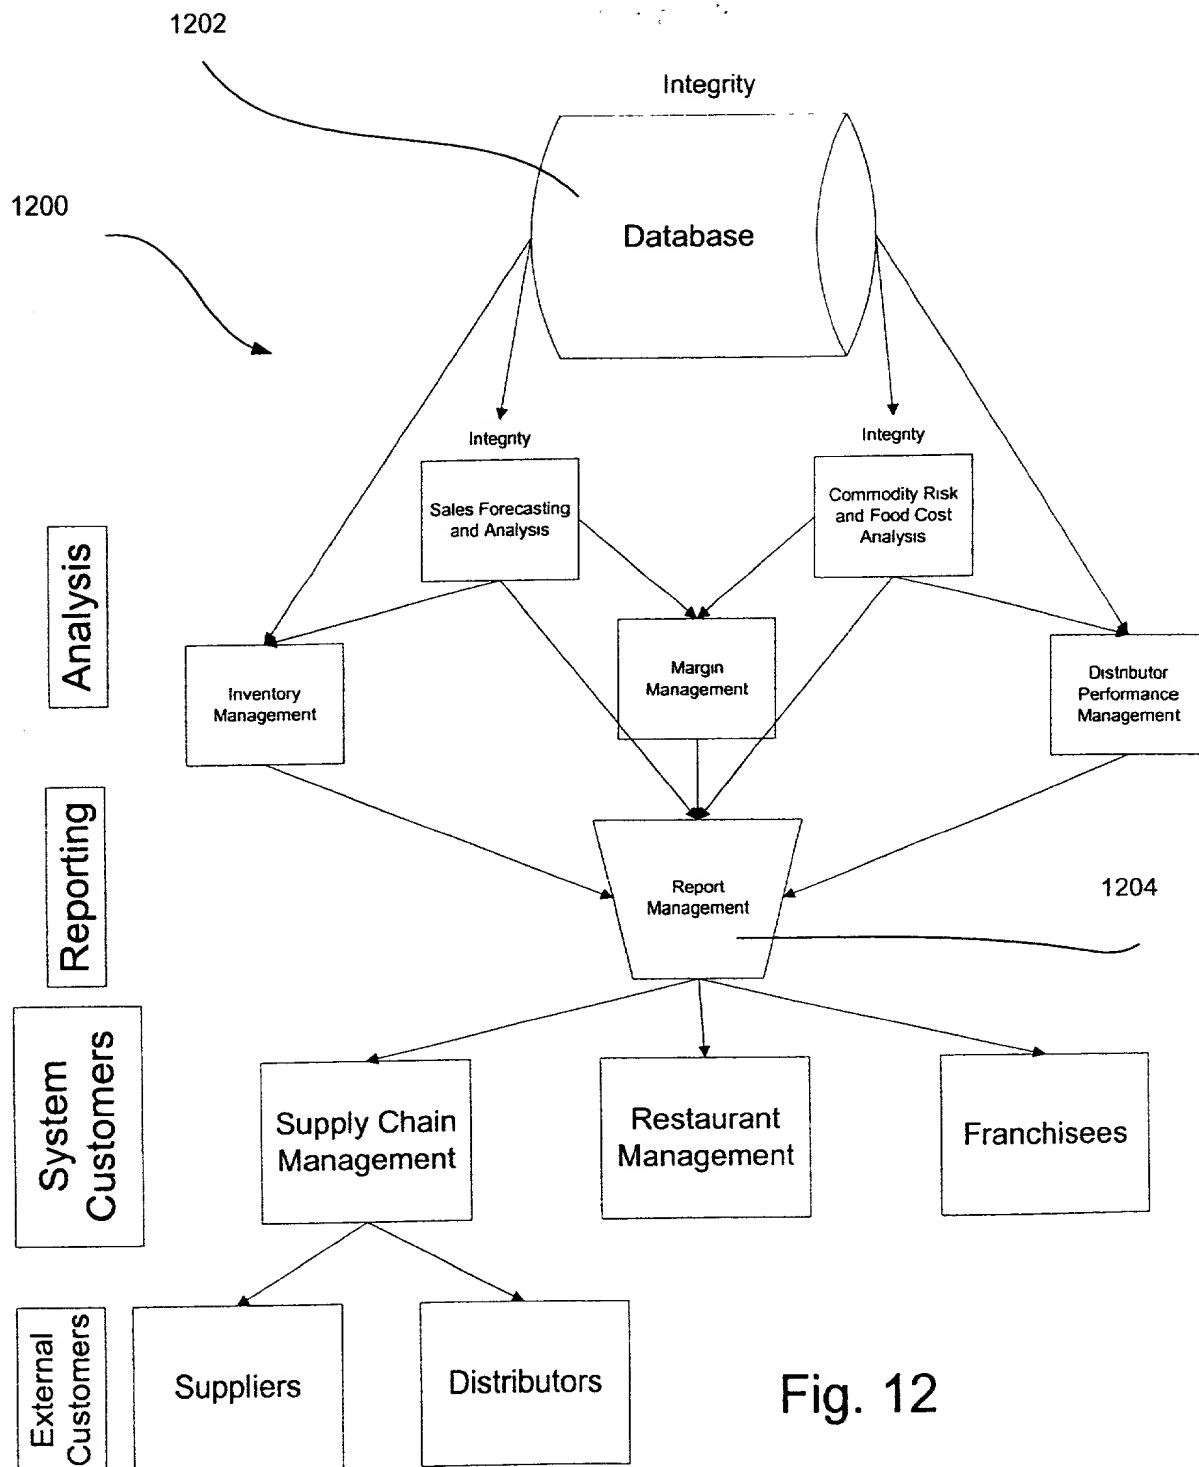 1202
Integrity
1200
Database
Integrity
Integrity
Sales Forecasting
and Analysis
Commodity Risk
and Food Cost
Analysis
Analysis
Inventory
Management
Margin
Management
Distributor
Performance
Management
Reporting
Report
Management
1204
System
Customers
Supply Chain
Management
Restaurant
Management
Franchisees
External
Customers
Suppliers
Distributors
Fig. 12